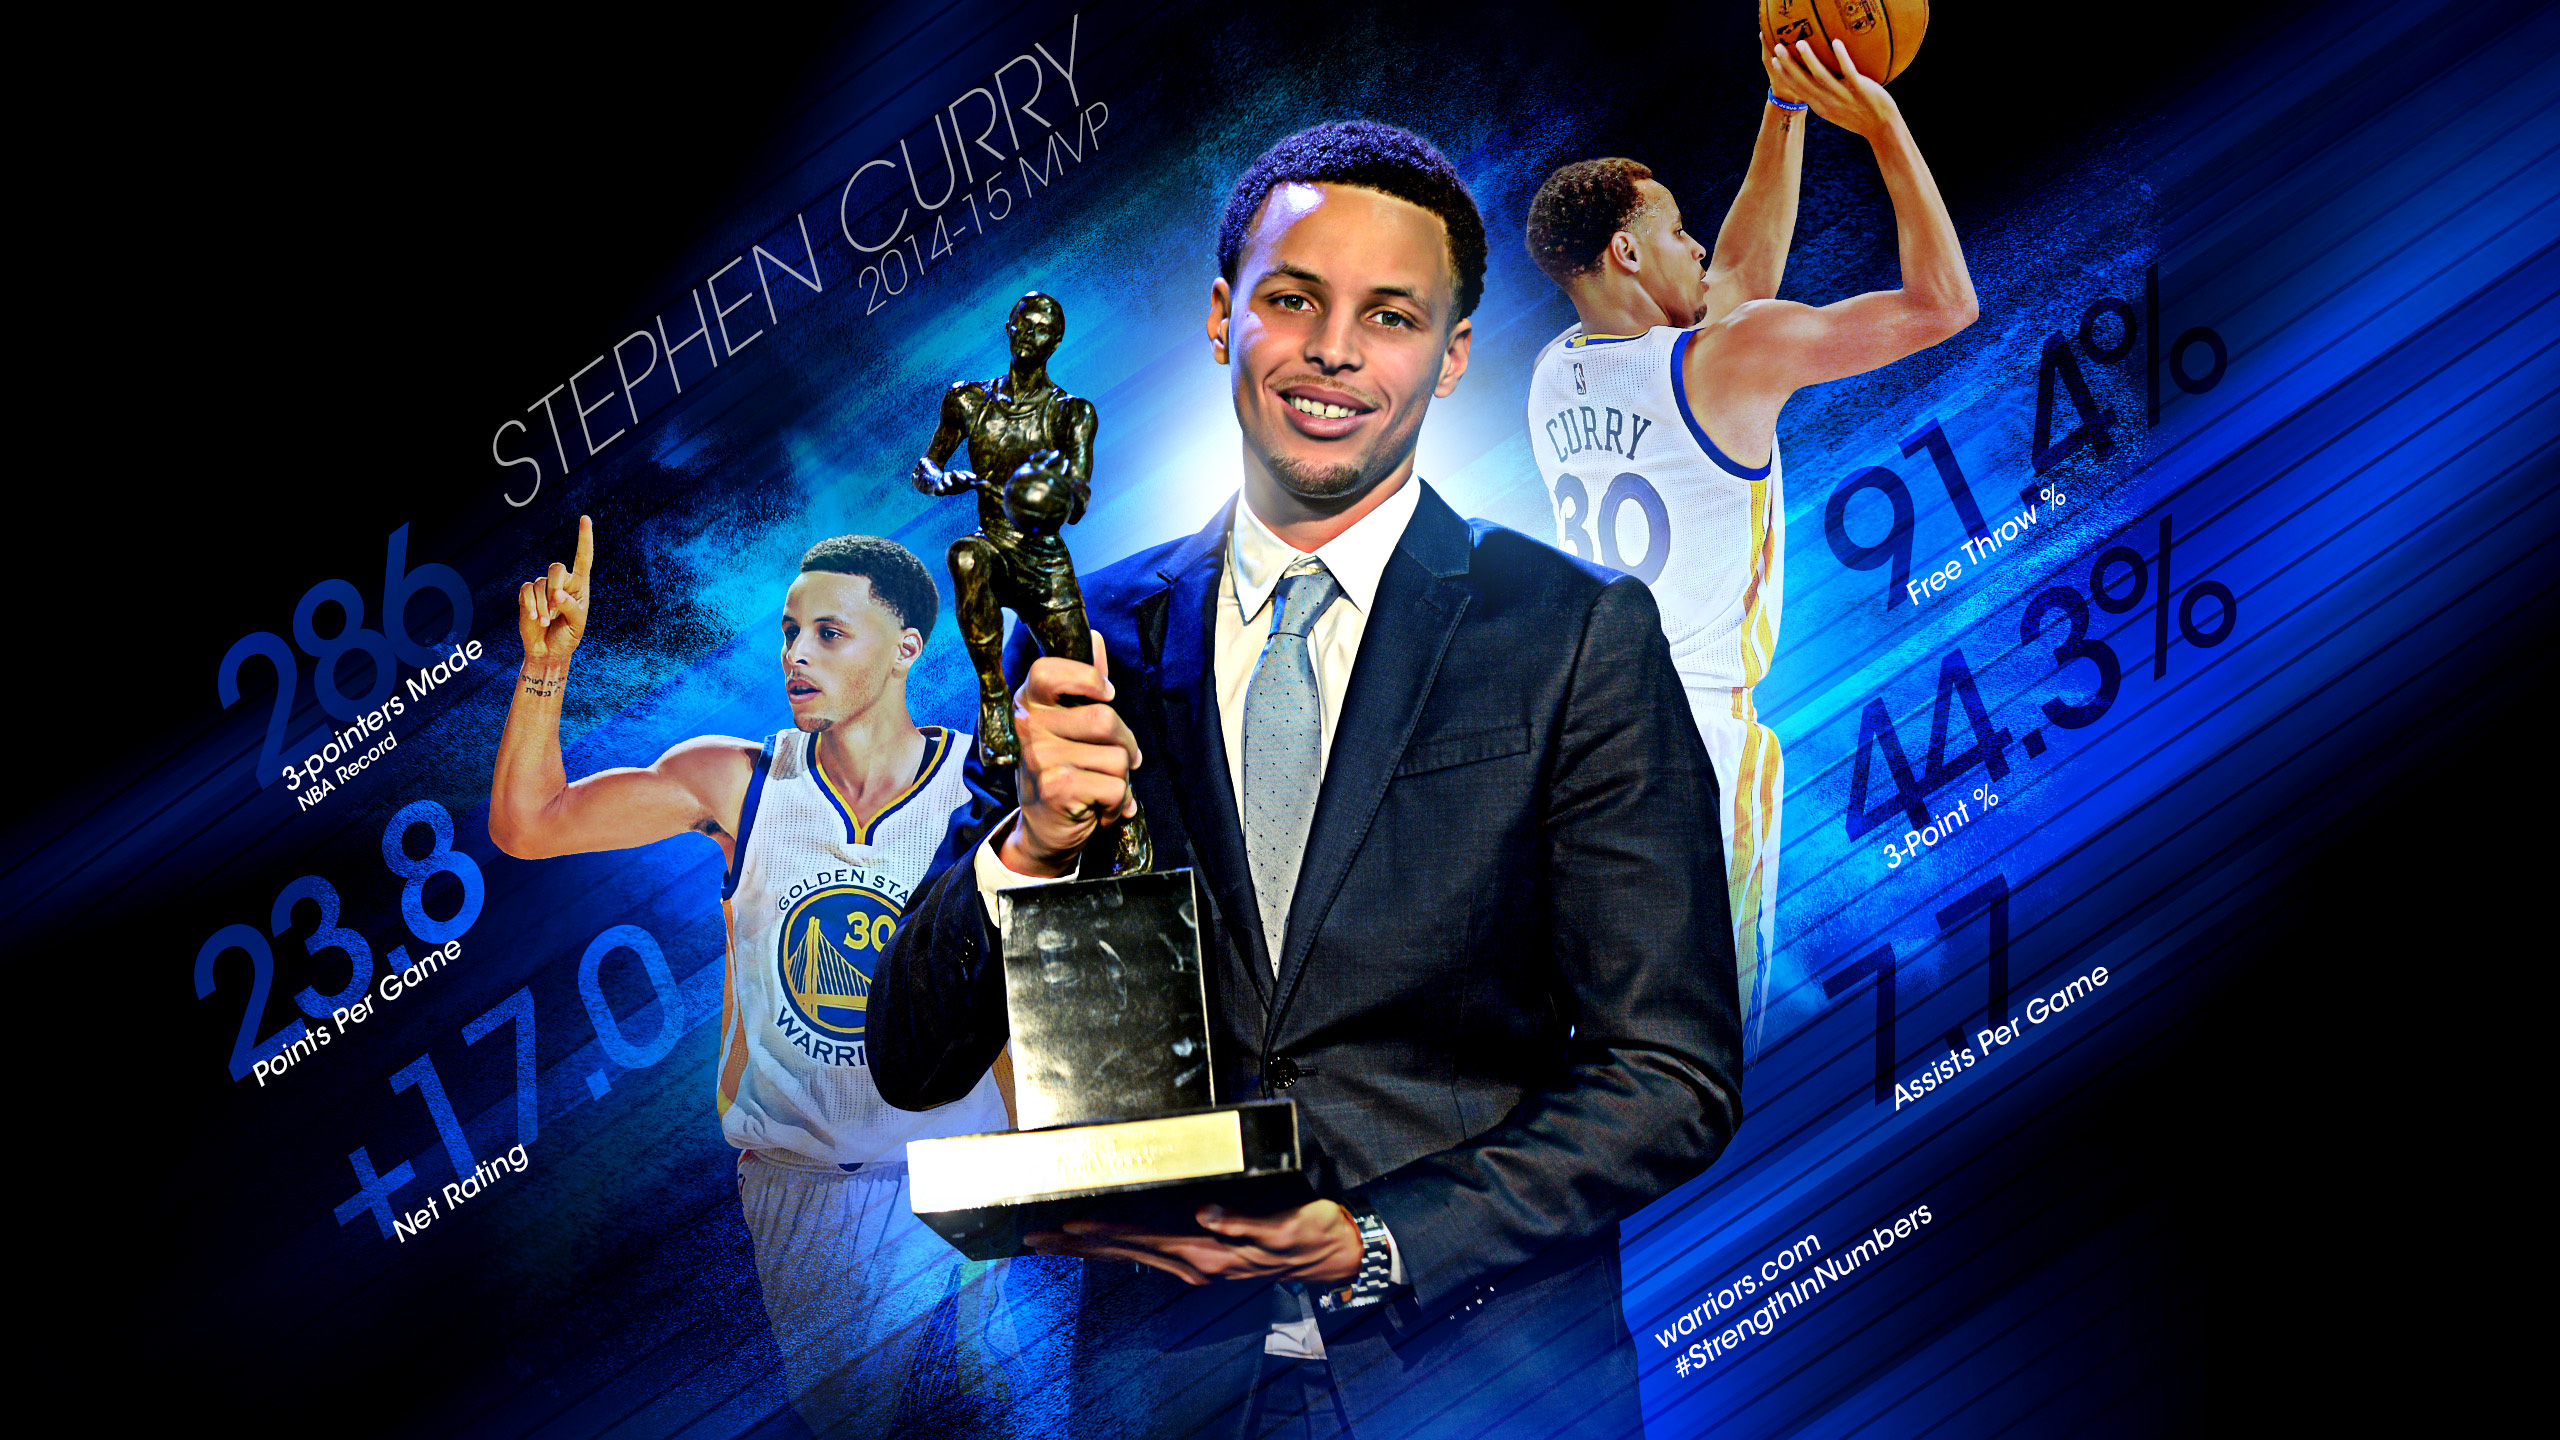 STEPHEN CURRY
2014-15 MVP
286
3-pointers Made
NBA Record
23.8
Points Per Game
+17.0
Net Rating
GOLDEN STA
30
WARRI
CURRY
30
91.4%
Free Throw %
44.3%
3-Point %
7.7
Assists Per Game
warriors.com
#StrengthInNumbers